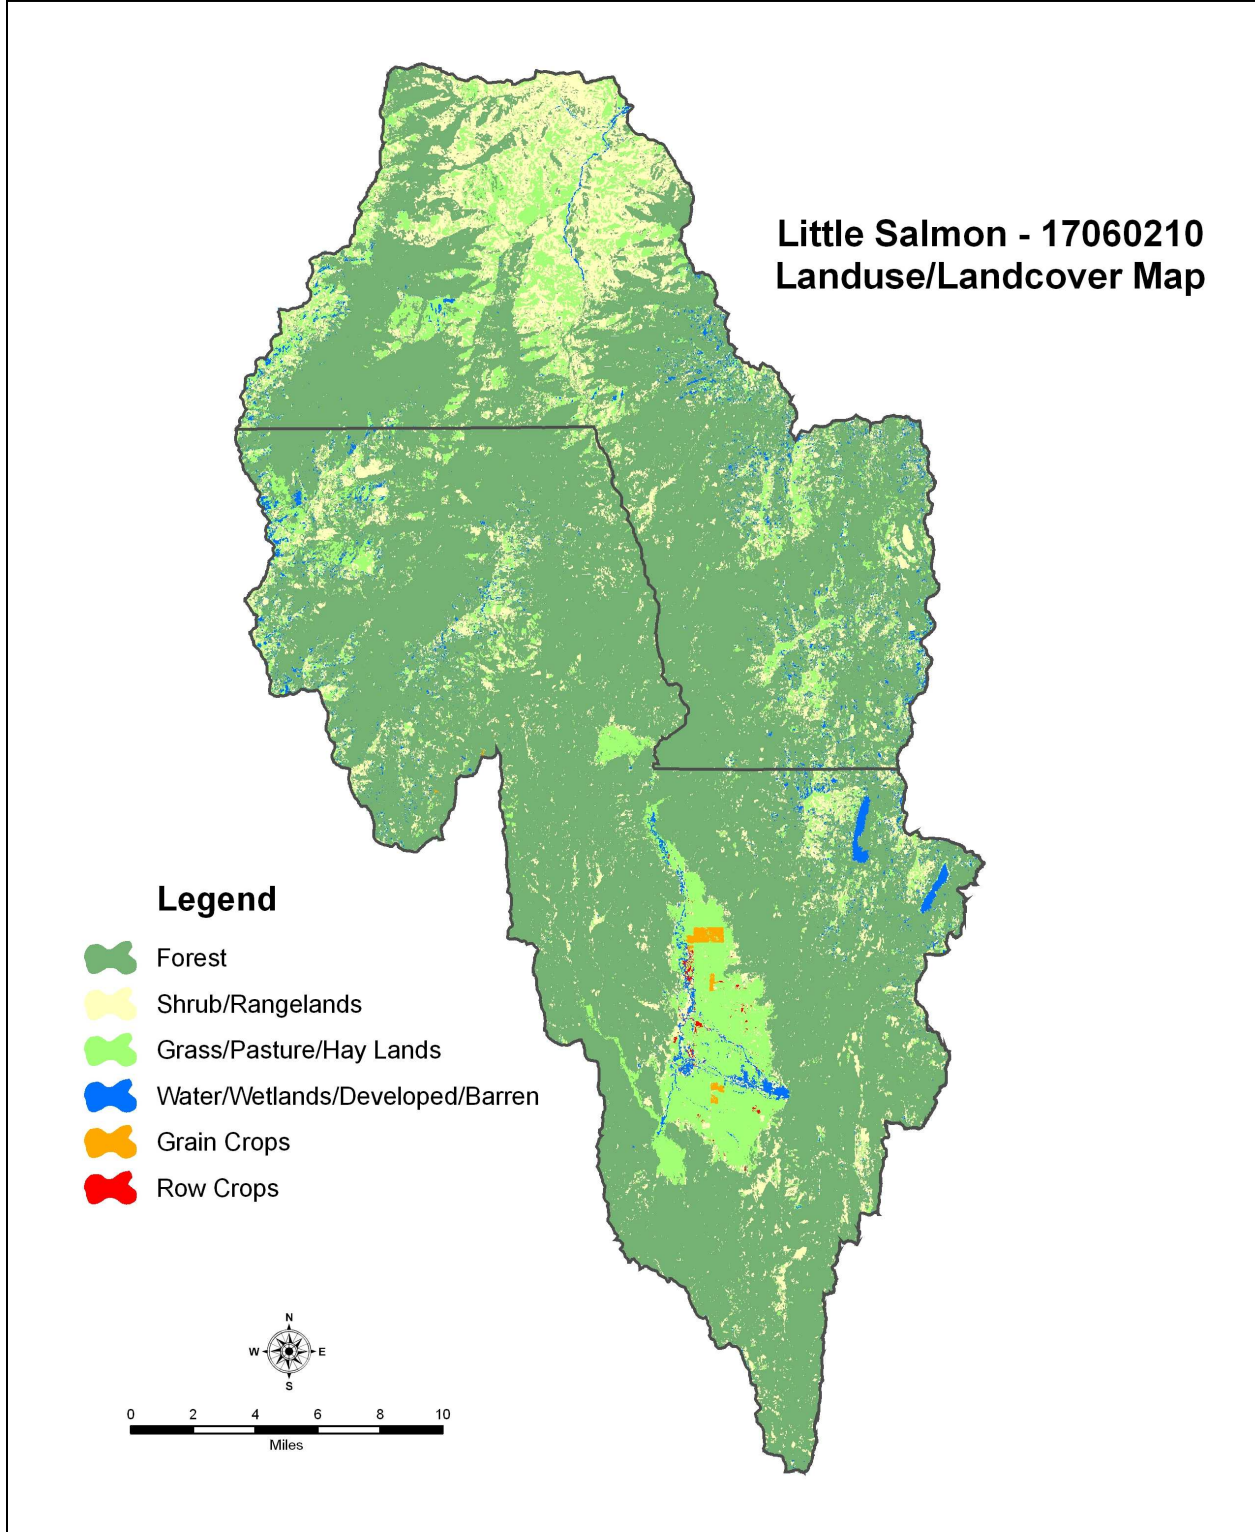 Little Salmon - 17060210
Landuse/Landcover Map
Legend
Forest
Shrub/Rangelands
Grass/Pasture/Hay Lands
Water/Wetlands/Developed/Barren
Grain Crops
Row Crops
N
W E
S
0 2 4 6 8 10
Miles